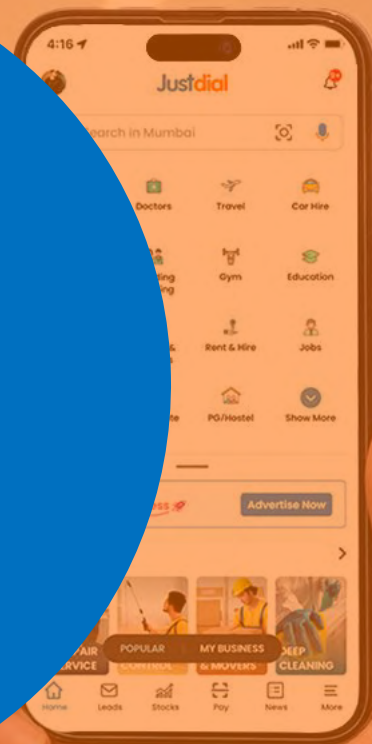 4:16
Justdial
Search in Mumbai
Doctors
Travel
Car Hire
Gym
Education
Rent & Hire
Jobs
PG/Hostel
Show More
Advertise Now
POPULAR
MY BUSINESS
& MOVERS
DEEP
CLEANING
Home
Leads
Stocks
Pay
News
More